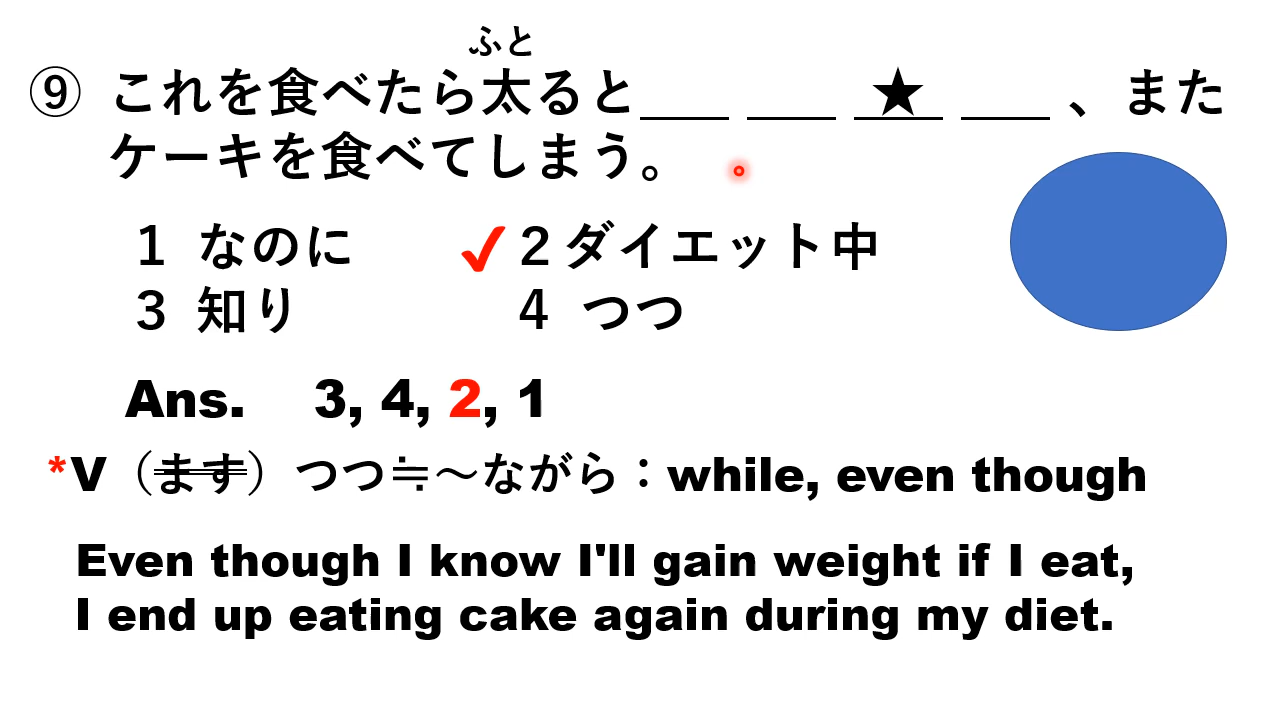 ふと
⑨ これを食べたら太ると＿＿ ＿＿ ★ ＿＿ 、また
ケーキを食べてしまう。
1 なのに ✓2 ダイエット中
3 知り 4 つつ
Ans. 3, 4, 2, 1
*V（ます）つつ≒～ながら：while, even though
Even though I know I'll gain weight if I eat,
I end up eating cake again during my diet.